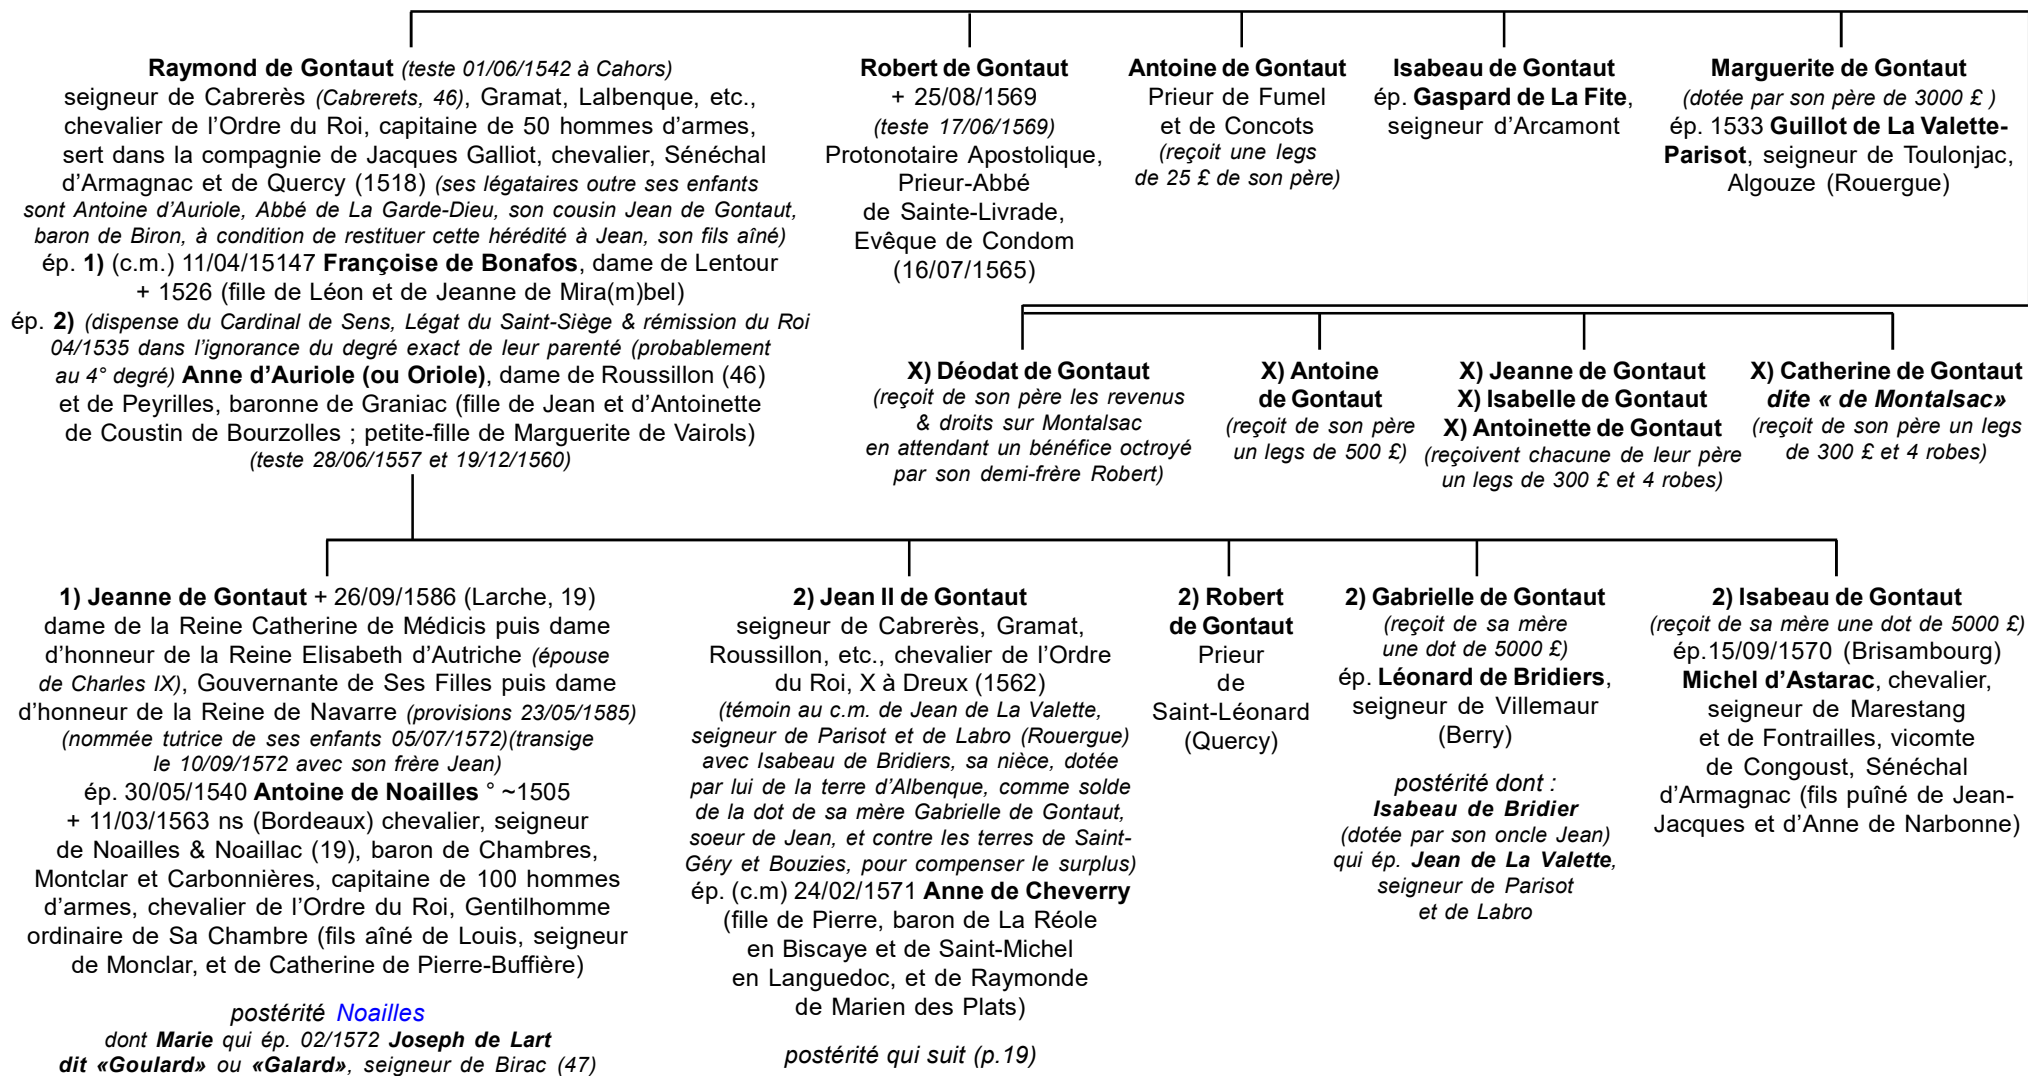 Raymond de Gontaut (teste 01/06/1542 à Cahors)
seigneur de Cabrerès (Cabrerets, 46), Gramat, Lalbenque, etc.,
chevalier de l’Ordre du Roi, capitaine de 50 hommes d’armes,
sert dans la compagnie de Jacques Galliot, chevalier, Sénéchal
d’Armagnac et de Quercy (1518) (ses légataires outre ses enfants
sont Antoine d’Auriole, Abbé de La Garde-Dieu, son cousin Jean de Gontaut,
baron de Biron, à condition de restituer cette hérédité à Jean, son fils aîné)
ép. 1) (c.m.) 11/04/15147 Françoise de Bonafos, dame de Lentour
+ 1526 (fille de Léon et de Jeanne de Mira(m)bel)
ép. 2) (dispense du Cardinal de Sens, Légat du Saint-Siège & rémission du Roi
04/1535 dans l’ignorance du degré exact de leur parenté (probablement
au 4° degré) Anne d’Auriole (ou Oriole), dame de Roussillon (46)
et de Peyrilles, baronne de Graniac (fille de Jean et d’Antoinette
de Coustin de Bourzolles ; petite-fille de Marguerite de Vairols)
(teste 28/06/1557 et 19/12/1560)
Robert de Gontaut
+ 25/08/1569
(teste 17/06/1569)
Protonotaire Apostolique,
Prieur-Abbé
de Sainte-Livrade,
Evêque de Condom
(16/07/1565)
Antoine de Gontaut
Prieur de Fumel
et de Concots
(reçoit une legs
de 25 £ de son père)
Isabeau de Gontaut
ép. Gaspard de La Fite,
seigneur d’Arcamont
Marguerite de Gontaut
(dotée par son père de 3000 £ )
ép. 1533 Guillot de La Valette-
Parisot, seigneur de Toulonjac,
Algouze (Rouergue)
X) Déodat de Gontaut
(reçoit de son père les revenus
& droits sur Montalsac
en attendant un bénéfice octroyé
par son demi-frère Robert)
X) Antoine
de Gontaut
(reçoit de son père
un legs de 500 £)
X) Jeanne de Gontaut
X) Isabelle de Gontaut
X) Antoinette de Gontaut
(reçoivent chacune de leur père
un legs de 300 £ et 4 robes)
X) Catherine de Gontaut
dite « de Montalsac»
(reçoit de son père un legs
de 300 £ et 4 robes)
1) Jeanne de Gontaut + 26/09/1586 (Larche, 19)
dame de la Reine Catherine de Médicis puis dame
d’honneur de la Reine Elisabeth d’Autriche (épouse
de Charles IX), Gouvernante de Ses Filles puis dame
d’honneur de la Reine de Navarre (provisions 23/05/1585)
(nommée tutrice de ses enfants 05/07/1572)(transige
le 10/09/1572 avec son frère Jean)
ép. 30/05/1540 Antoine de Noailles ° ~1505
+ 11/03/1563 ns (Bordeaux) chevalier, seigneur
de Noailles & Noaillac (19), baron de Chambres,
Montclar et Carbonnières, capitaine de 100 hommes
d’armes, chevalier de l’Ordre du Roi, Gentilhomme
ordinaire de Sa Chambre (fils aîné de Louis, seigneur
de Monclar, et de Catherine de Pierre-Buffière)
postérité Noailles
dont Marie qui ép. 02/1572 Joseph de Lart
dit «Goulard» ou «Galard», seigneur de Birac (47)
2) Jean II de Gontaut
seigneur de Cabrerès, Gramat,
Roussillon, etc., chevalier de l’Ordre
du Roi, X à Dreux (1562)
(témoin au c.m. de Jean de La Valette,
seigneur de Parisot et de Labro (Rouergue)
avec Isabeau de Bridiers, sa nièce, dotée
par lui de la terre d’Albenque, comme solde
de la dot de sa mère Gabrielle de Gontaut,
soeur de Jean, et contre les terres de Saint-
Géry et Bouzies, pour compenser le surplus)
ép. (c.m) 24/02/1571 Anne de Cheverry
(fille de Pierre, baron de La Réole
en Biscaye et de Saint-Michel
en Languedoc, et de Raymonde
de Marien des Plats)
postérité qui suit (p.19)
2) Robert
de Gontaut
Prieur
de
Saint-Léonard
(Quercy)
2) Gabrielle de Gontaut
(reçoit de sa mère
une dot de 5000 £)
ép. Léonard de Bridiers,
seigneur de Villemaur
(Berry)
postérité dont :
Isabeau de Bridier
(dotée par son oncle Jean)
qui ép. Jean de La Valette,
seigneur de Parisot
et de Labro
2) Isabeau de Gontaut
(reçoit de sa mère une dot de 5000 £)
ép.15/09/1570 (Brisambourg)
Michel d’Astarac, chevalier,
seigneur de Marestang
et de Fontrailles, vicomte
de Congoust, Sénéchal
d’Armagnac (fils puîné de Jean-
Jacques et d’Anne de Narbonne)